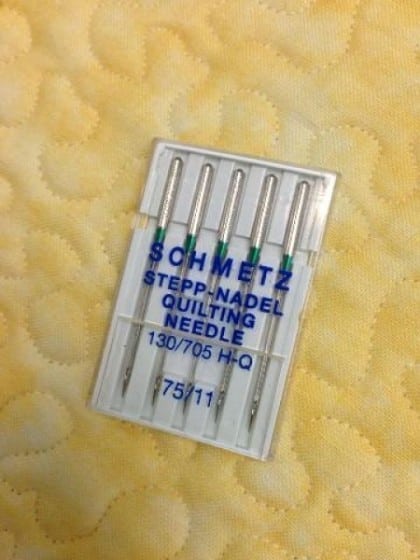 SCHMETZ
STEPP-NADEL
QUILTING
NEEDLE
130/705 H-Q
75/11